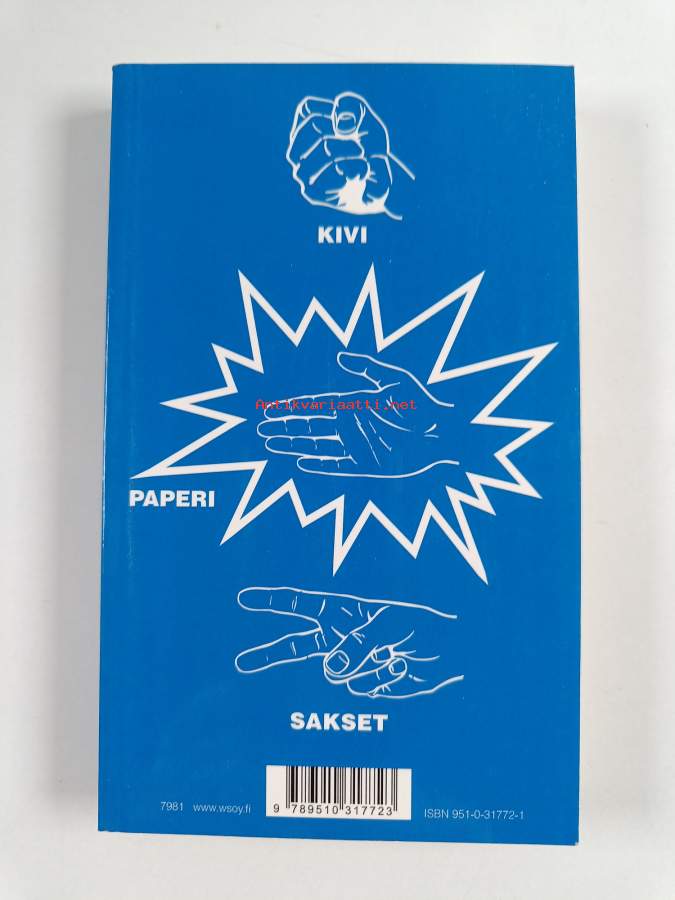 KIVI
Antikvariaatti.net
PAPERI
SAKSET
7981 www.wsoy.fi
9 789510 317723
ISBN 951-0-31772-1